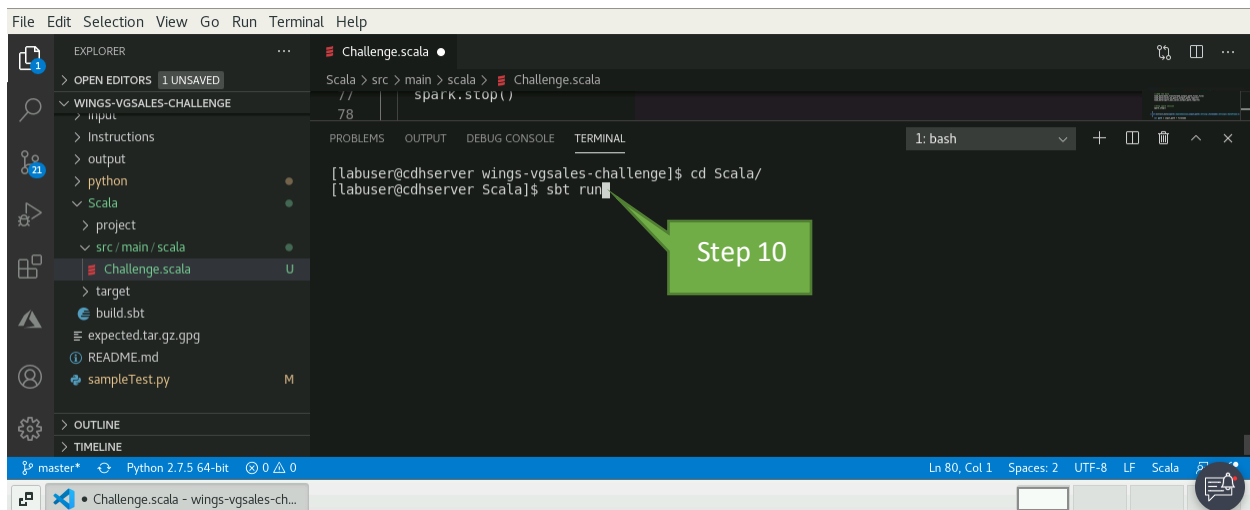 File Edit Selection View Go Run Terminal Help
EXPLORER
OPEN EDITORS 1 UNSAVED
WINGS-VGSALES-CHALLENGE
input
Instructions
output
python
Scala
project
src / main / scala
Challenge.scala U
target
build.sbt
expected.tar.gz.gpg
README.md
sampleTest.py M
OUTLINE
TIMELINE
1
21
Challenge.scala
Scala > src > main > scala > Challenge.scala
77 spark.stop()
78
PROBLEMS OUTPUT DEBUG CONSOLE TERMINAL 1: bash
[labuser@cdhserver wings-vgsales-challenge]$ cd Scala/
[labuser@cdhserver Scala]$ sbt run
Step 10
master* Python 2.7.5 64-bit 0 0 Ln 80, Col 1 Spaces: 2 UTF-8 LF Scala
Challenge.scala - wings-vgsales-ch...